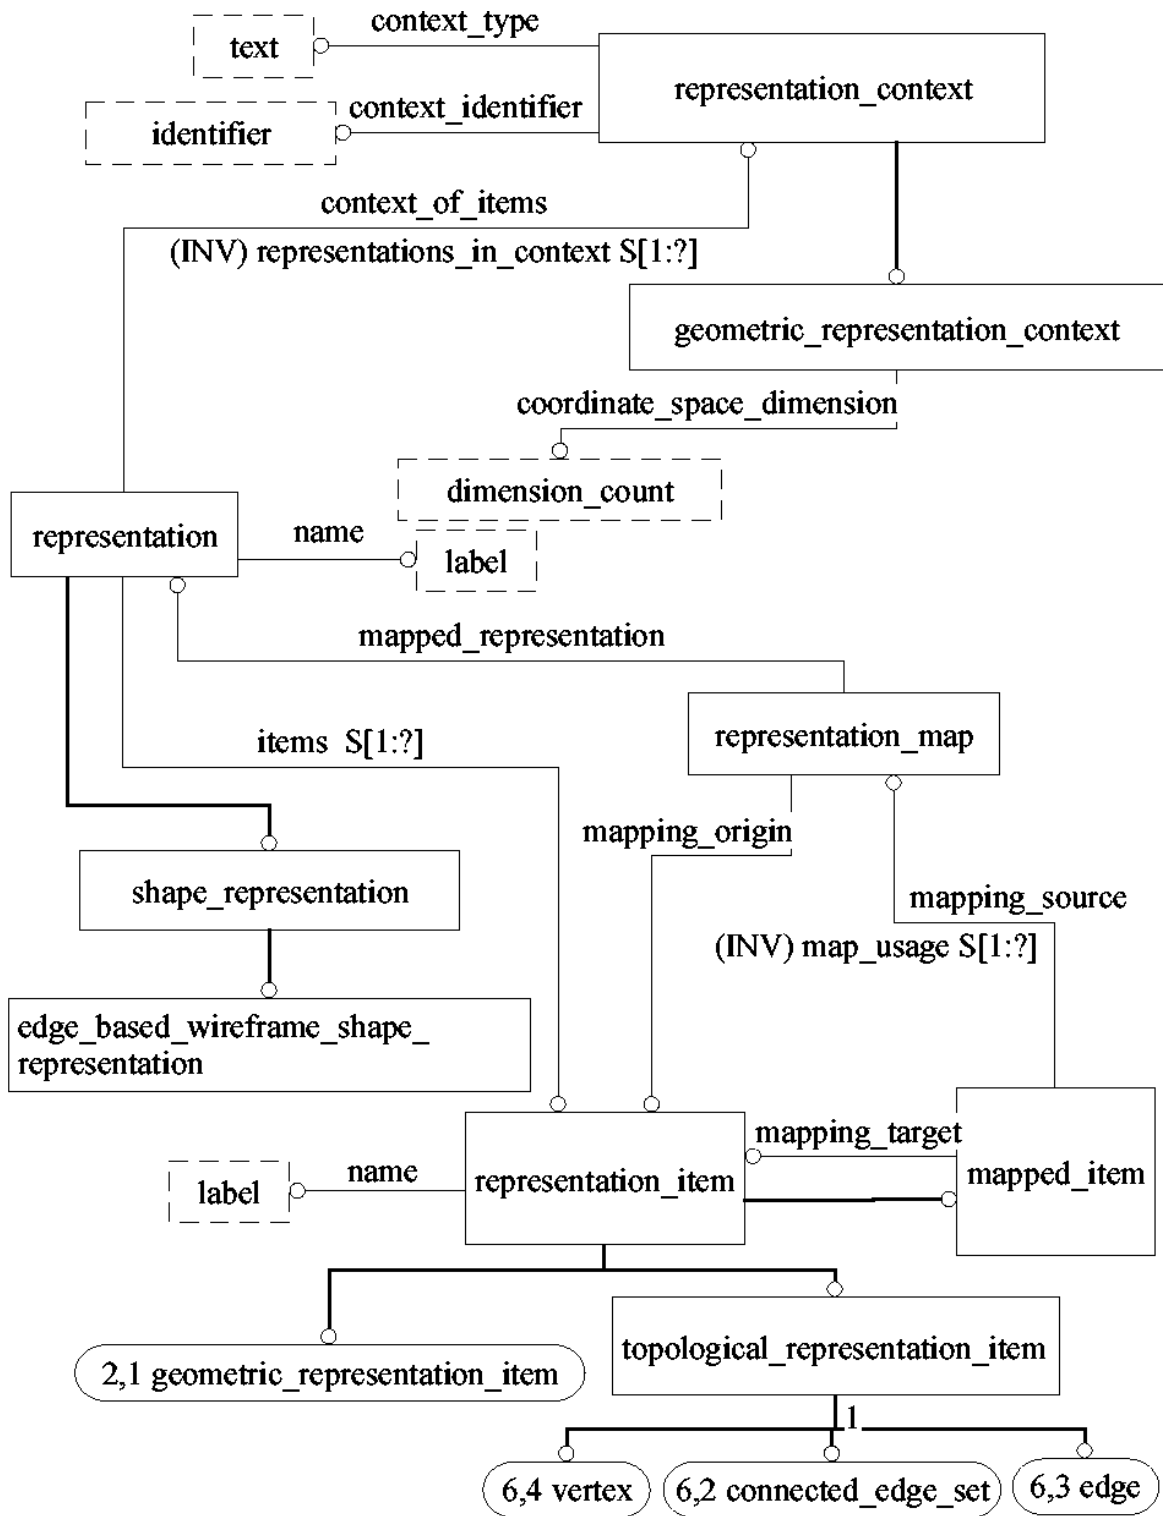 context_type
text
representation_context
context_identifier
identifier
context_of_items
(INV) representations_in_context S[1:?]
geometric_representation_context
coordinate_space_dimension
dimension_count
representation
name
label
mapped_representation
representation_map
items S[1:?]
mapping_origin
shape_representation
mapping_source
(INV) map_usage S[1:?]
edge_based_wireframe_shape_
representation
mapping_target
representation_item
mapped_item
name
label
topological_representation_item
2,1 geometric_representation_item
1
6,4 vertex
6,2 connected_edge_set
6,3 edge